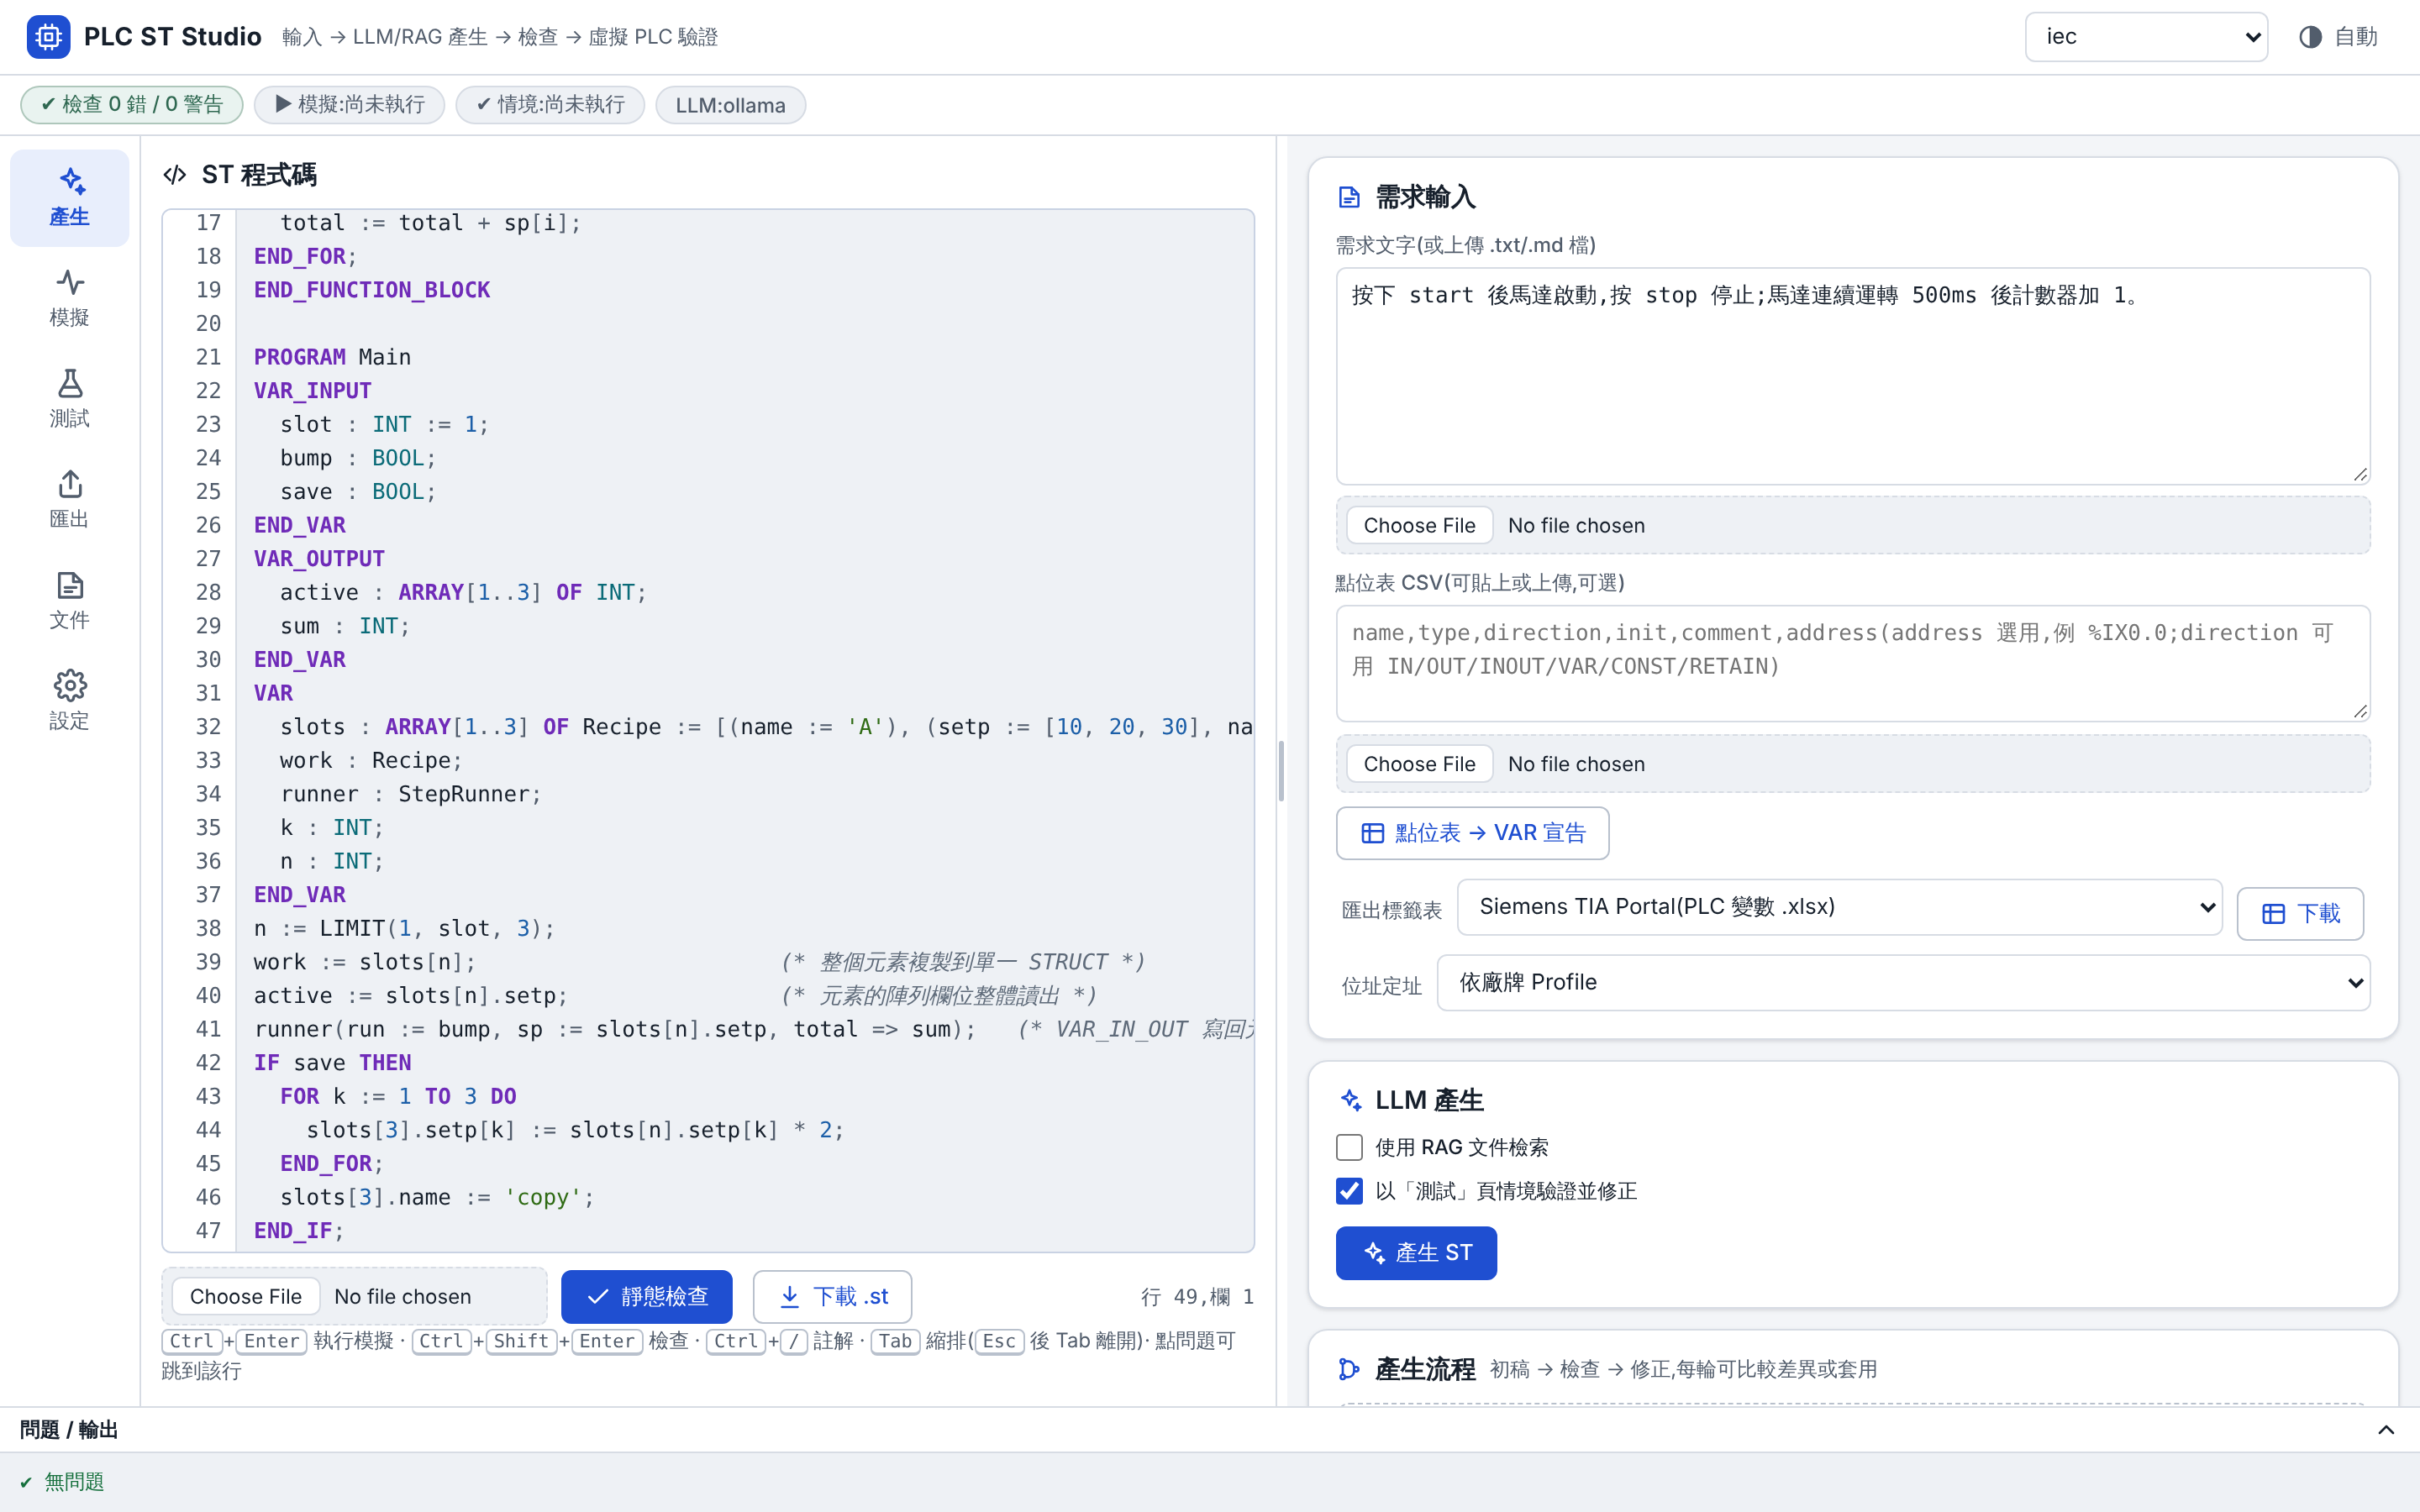 PLC ST Studio 輸入 → LLM/RAG 產生 → 檢查 → 虛擬 PLC 驗證
iec
自動
✔ 檢查 0 錯 / 0 警告
▶ 模擬:尚未執行
✔ 情境:尚未執行
LLM:ollama
產生
模擬
測試
匯出
文件
設定
ST 程式碼
17   total := total + sp[i];
18 END_FOR;
19 END_FUNCTION_BLOCK
20
21 PROGRAM Main
22 VAR_INPUT
23   slot : INT := 1;
24   bump : BOOL;
25   save : BOOL;
26 END_VAR
27 VAR_OUTPUT
28   active : ARRAY[1..3] OF INT;
29   sum : INT;
30 END_VAR
31 VAR
32   slots : ARRAY[1..3] OF Recipe := [(name := 'A'), (setp := [10, 20, 30], na
33   work : Recipe;
34   runner : StepRunner;
35   k : INT;
36   n : INT;
37 END_VAR
38 n := LIMIT(1, slot, 3);
39 work := slots[n];                       (* 整個元素複製到單一 STRUCT *)
40 active := slots[n].setp;                (* 元素的陣列欄位整體讀出 *)
41 runner(run := bump, sp := slots[n].setp, total => sum);   (* VAR_IN_OUT 寫回
42 IF save THEN
43   FOR k := 1 TO 3 DO
44     slots[3].setp[k] := slots[n].setp[k] * 2;
45   END_FOR;
46   slots[3].name := 'copy';
47 END_IF;
Choose File No file chosen
靜態檢查
下載 .st
行 49,欄 1
Ctrl+Enter 執行模擬 · Ctrl+Shift+Enter 檢查 · Ctrl+/ 註解 · Tab 縮排(Esc 後 Tab 離開)· 點問題可
跳到該行
需求輸入
需求文字(或上傳 .txt/.md 檔)
按下 start 後馬達啟動,按 stop 停止;馬達連續運轉 500ms 後計數器加 1。
Choose File No file chosen
點位表 CSV(可貼上或上傳,可選)
name,type,direction,init,comment,address(address 選用,例 %IX0.0;direction 可
用 IN/OUT/INOUT/VAR/CONST/RETAIN)
Choose File No file chosen
點位表 → VAR 宣告
匯出標籤表 Siemens TIA Portal(PLC 變數 .xlsx) 下載
位址定址 依廠牌 Profile
LLM 產生
使用 RAG 文件檢索
以「測試」頁情境驗證並修正
產生 ST
產生流程 初稿 → 檢查 → 修正,每輪可比較差異或套用
問題 / 輸出
✔ 無問題